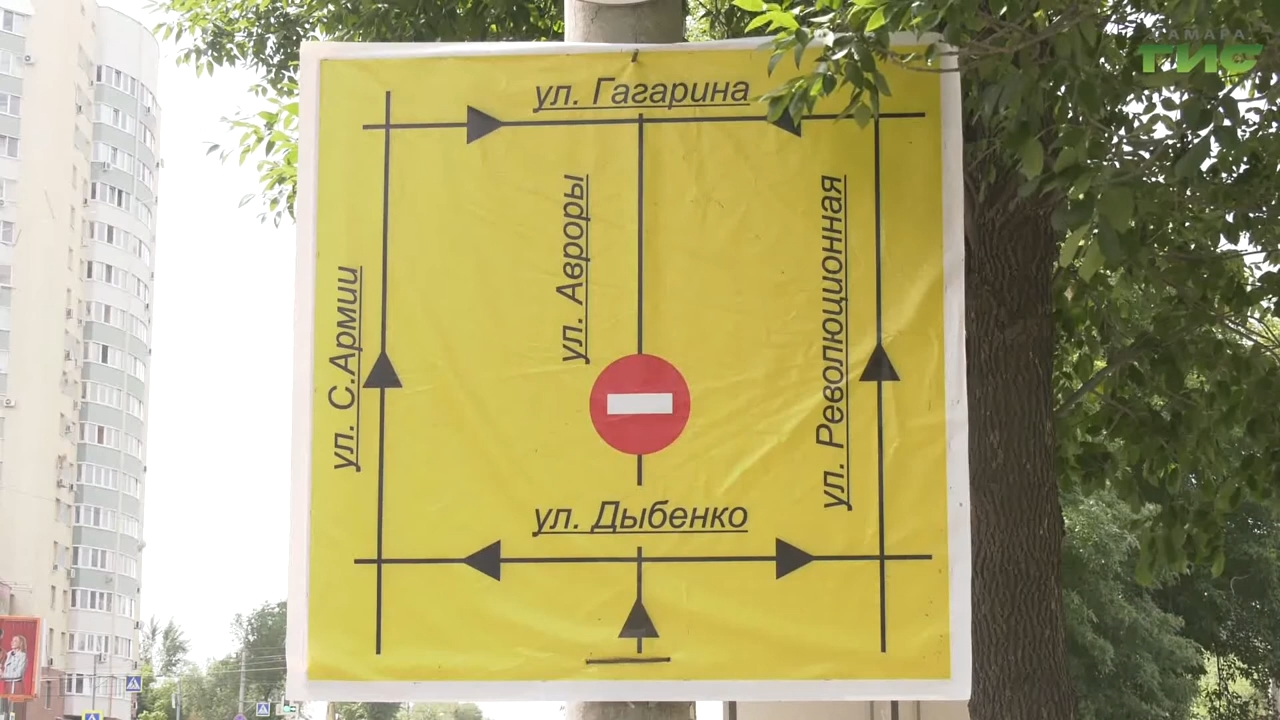 САМАРА
ГИС
ул. Гагарина
ул. С.Армии
ул. Авроры
ул. Революционная
ул. Дыбенко